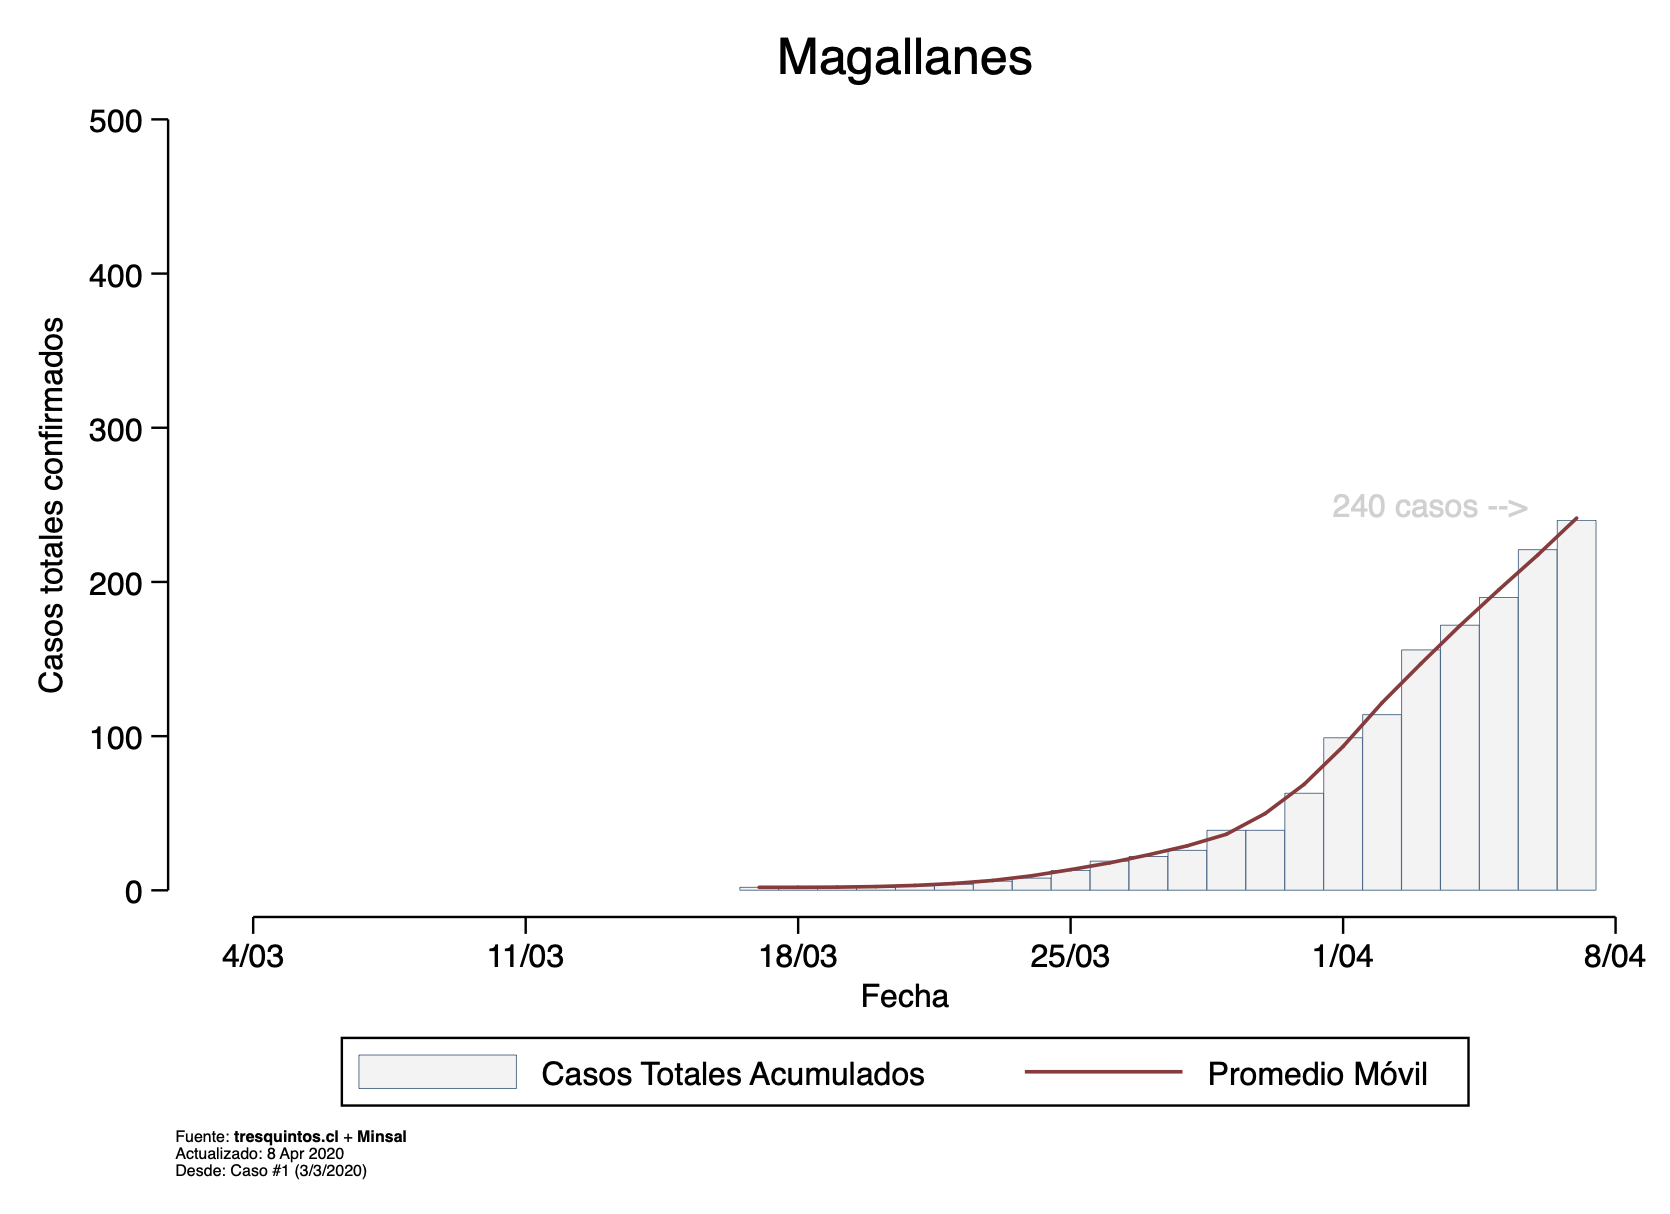 Magallanes
500
400
300
200
100
0
Casos totales confirmados
240 casos -->
4/03 11/03 18/03 25/03 1/04 8/04
Fecha
Casos Totales Acumulados Promedio Móvil
Fuente: tresquintos.cl + Minsal
Actualizado: 8 Apr 2020
Desde: Caso #1 (3/3/2020)